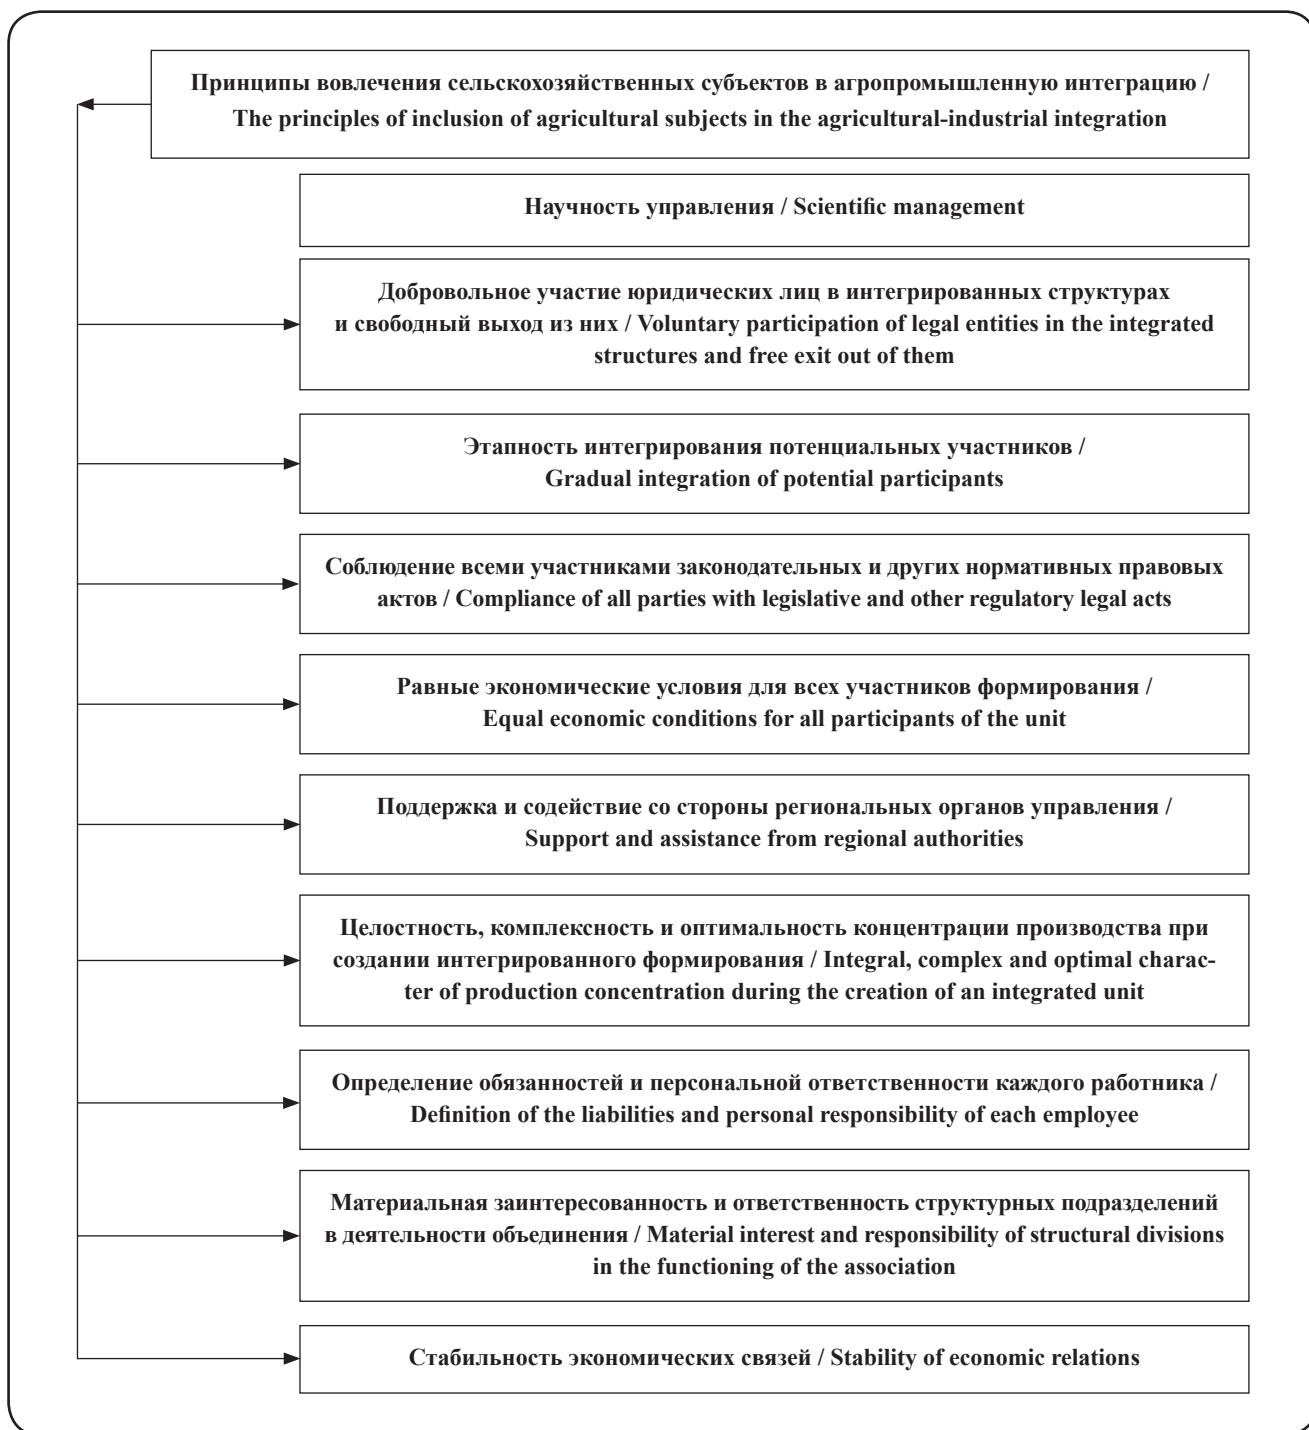 Принципы вовлечения сельскохозяйственных субъектов в агропромышленную интеграцию /
The principles of inclusion of agricultural subjects in the agricultural-industrial integration
Научность управления / Scientific management
Добровольное участие юридических лиц в интегрированных структурах
и свободный выход из них / Voluntary participation of legal entities in the integrated
structures and free exit out of them
Этапность интегрирования потенциальных участников /
Gradual integration of potential participants
Соблюдение всеми участниками законодательных и других нормативных правовых
актов / Compliance of all parties with legislative and other regulatory legal acts
Равные экономические условия для всех участников формирования /
Equal economic conditions for all participants of the unit
Поддержка и содействие со стороны региональных органов управления /
Support and assistance from regional authorities
Целостность, комплексность и оптимальность концентрации производства при
создании интегрированного формирования / Integral, complex and optimal charac-
ter of production concentration during the creation of an integrated unit
Определение обязанностей и персональной ответственности каждого работника /
Definition of the liabilities and personal responsibility of each employee
Материальная заинтересованность и ответственность структурных подразделений
в деятельности объединения / Material interest and responsibility of structural divisions
in the functioning of the association
Стабильность экономических связей / Stability of economic relations